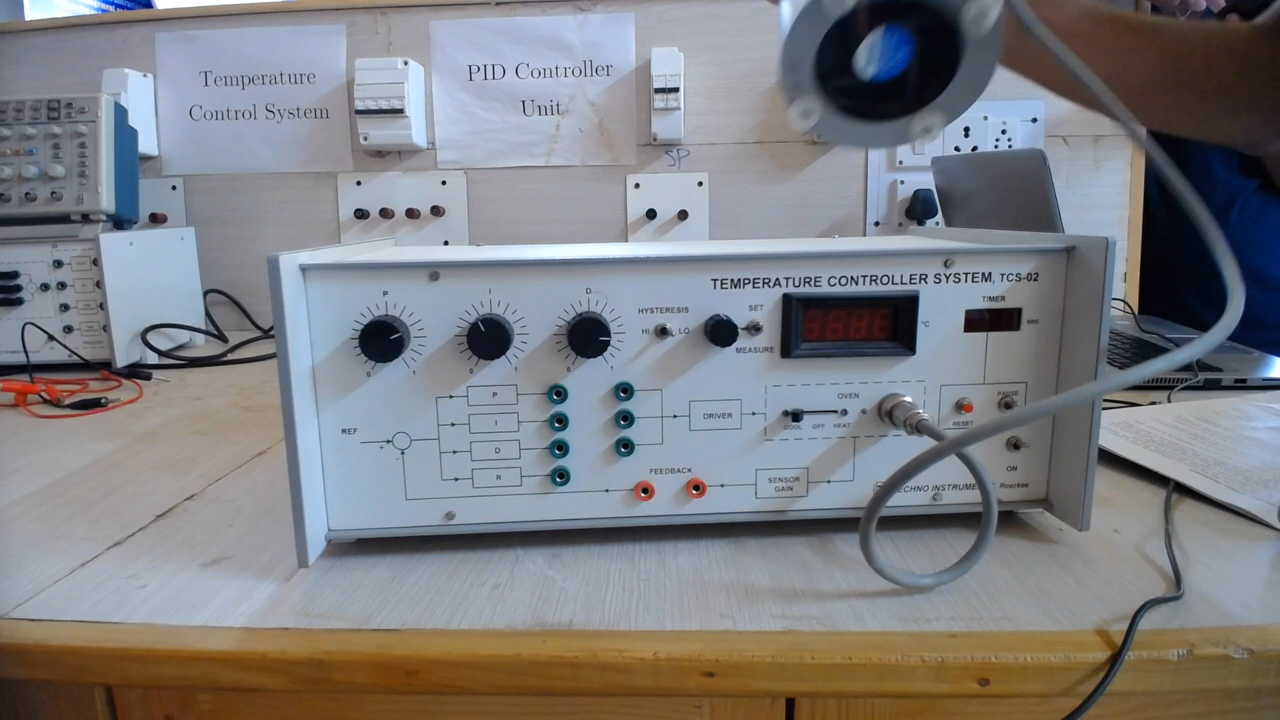 Temperature
Control System
PID Controller
Unit
SP
TEMPERATURE CONTROLLER SYSTEM, TCS-02
P
I
D
0
1
0
1
0
1
HYSTERESIS
HI
LO
SET
MEASURE
°C
TIMER
SEC
REF
+
-
P
I
D
R
DRIVER
OVEN
COOL
OFF
HEAT
RESET
PAUSE
ON
FEEDBACK
SENSOR
GAIN
TECHNO INSTRUMENTS Roorkee